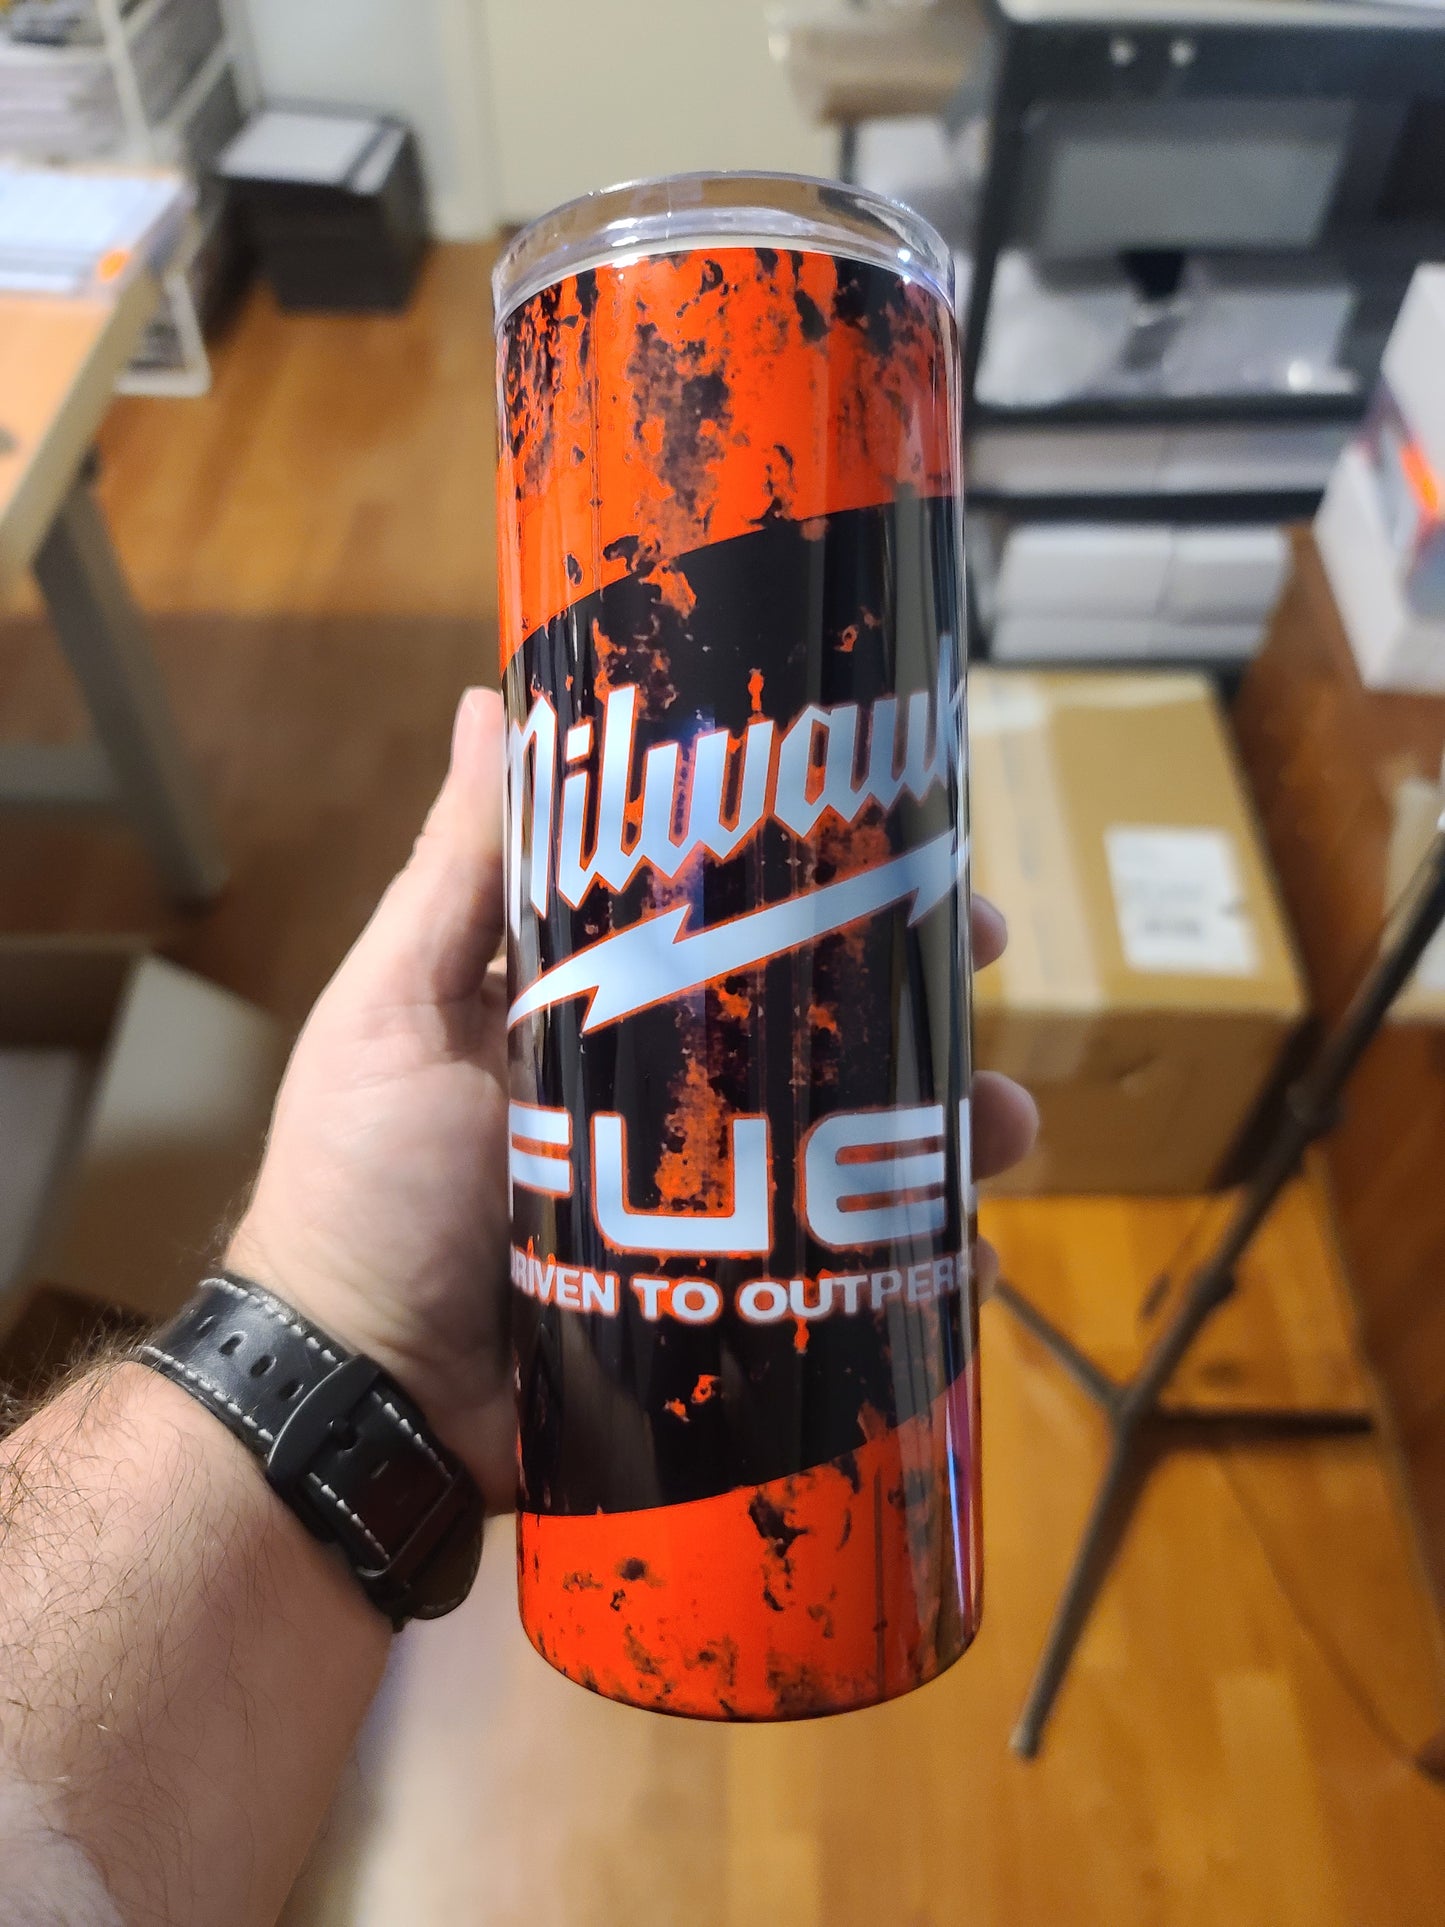 Milwauk
FUEL
DRIVEN TO OUTPERF